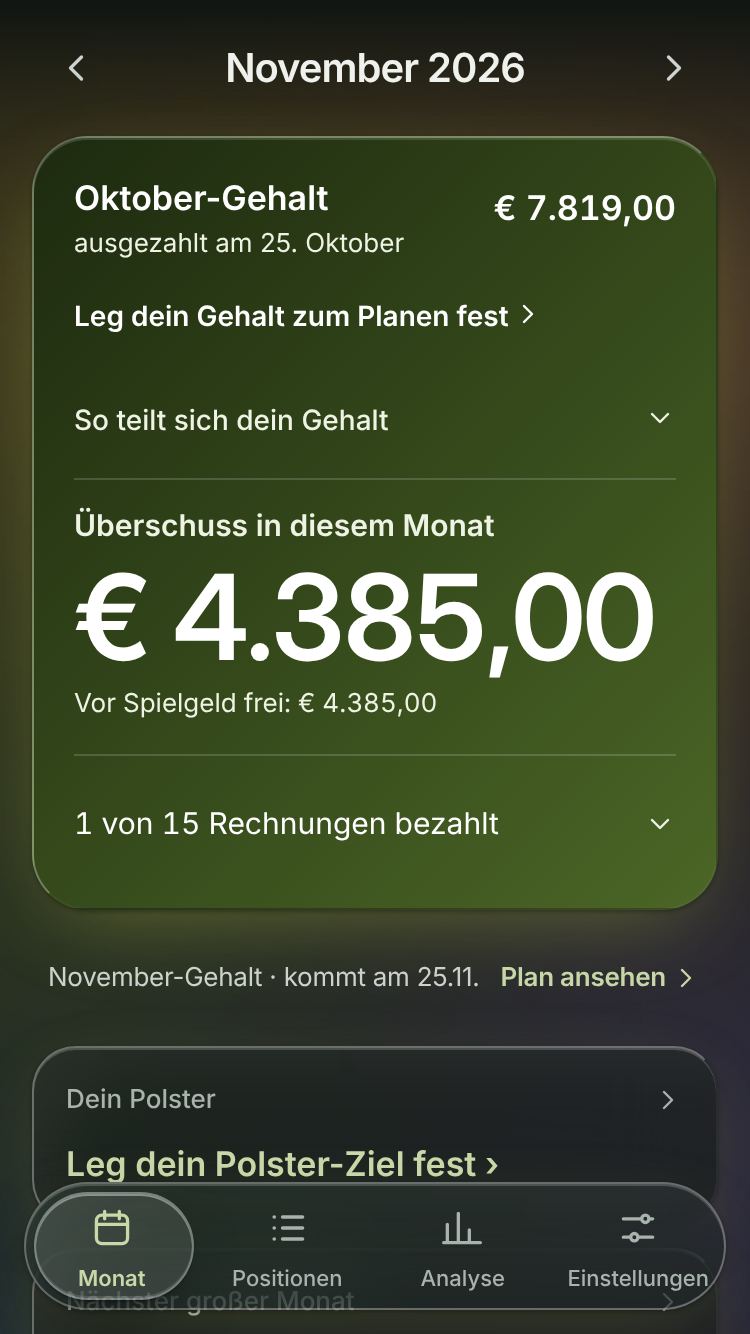 November 2026
Oktober-Gehalt
€ 7.819,00
ausgezahlt am 25. Oktober
Leg dein Gehalt zum Planen fest >
So teilt sich dein Gehalt
Überschuss in diesem Monat
€ 4.385,00
Vor Spielgeld frei: € 4.385,00
1 von 15 Rechnungen bezahlt
November-Gehalt · kommt am 25.11. Plan ansehen >
Dein Polster
Leg dein Polster-Ziel fest ›
Monat
Positionen
Analyse
Einstellungen
Nächster großer Monat